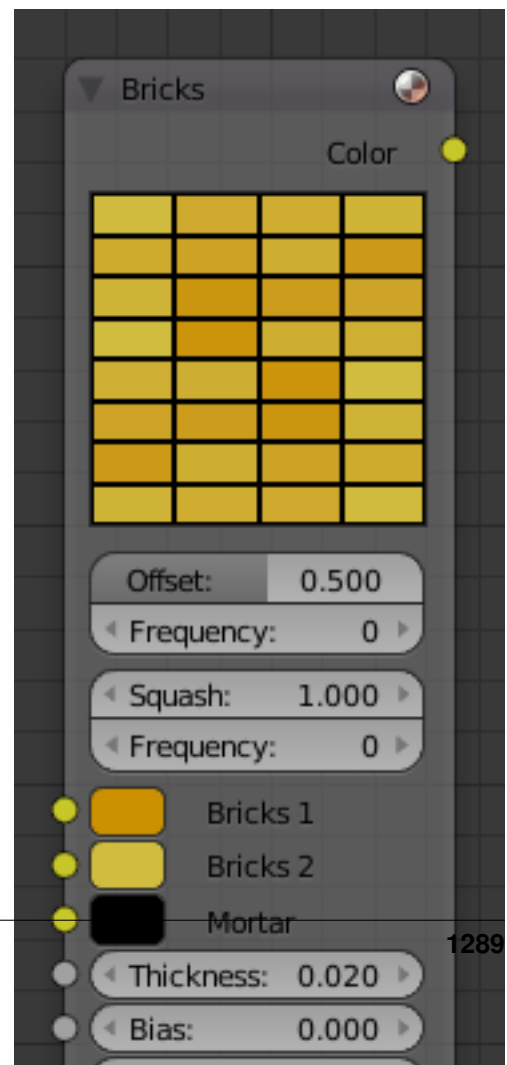 Bricks
Color
Offset: 0.500
Frequency: 0
Squash: 1.000
Frequency: 0
Bricks 1
Bricks 2
Mortar
1289
Thickness: 0.020
Bias: 0.000